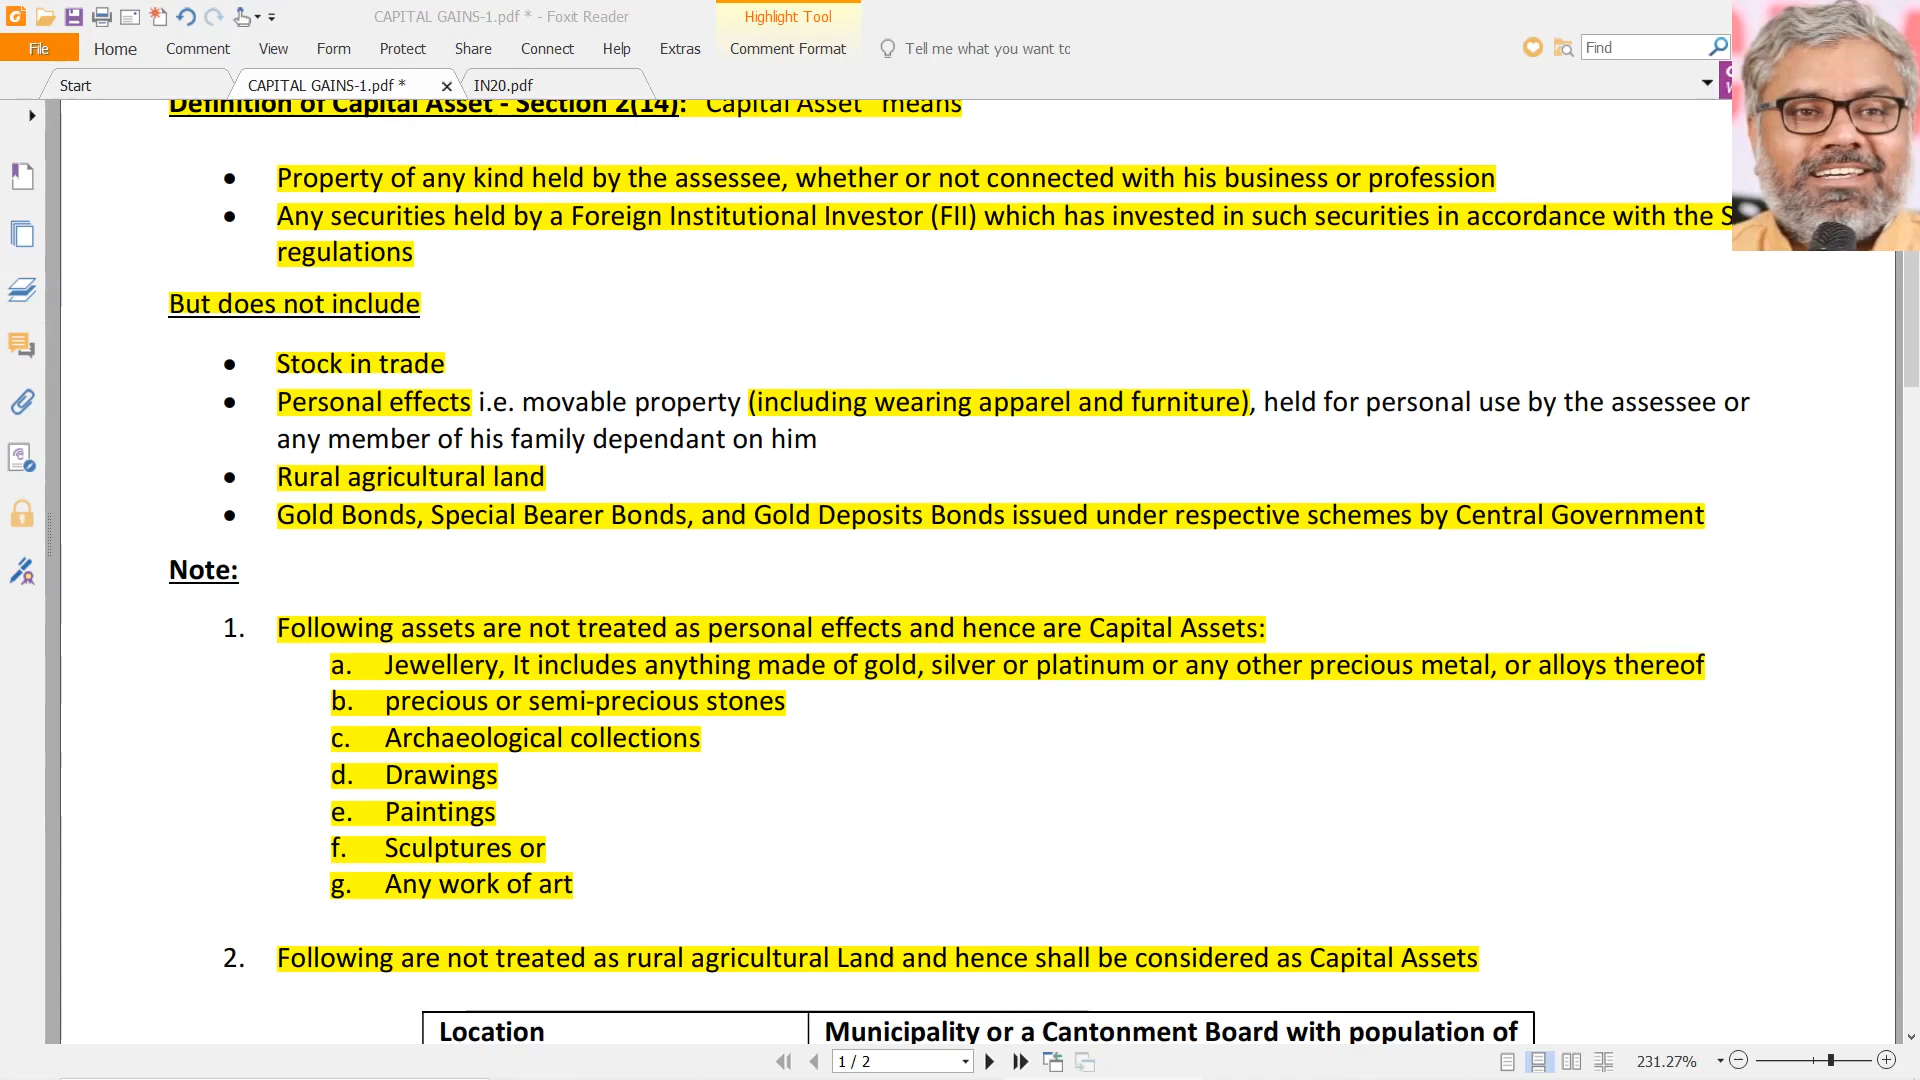 CAPITAL GAINS-1.pdf * - Foxit Reader
Highlight Tool
File Home Comment View Form Protect Share Connect Help Extras Comment Format Tell me what you want to Find
Start CAPITAL GAINS-1.pdf * IN20.pdf
Definition of Capital Asset - Section 2(14): "Capital Asset" means
• Property of any kind held by the assessee, whether or not connected with his business or profession
• Any securities held by a Foreign Institutional Investor (FII) which has invested in such securities in accordance with the
regulations
But does not include
• Stock in trade
• Personal effects i.e. movable property (including wearing apparel and furniture), held for personal use by the assessee or
any member of his family dependant on him
• Rural agricultural land
• Gold Bonds, Special Bearer Bonds, and Gold Deposits Bonds issued under respective schemes by Central Government
Note:
1. Following assets are not treated as personal effects and hence are Capital Assets:
a. Jewellery, It includes anything made of gold, silver or platinum or any other precious metal, or alloys thereof
b. precious or semi-precious stones
c. Archaeological collections
d. Drawings
e. Paintings
f. Sculptures or
g. Any work of art
2. Following are not treated as rural agricultural Land and hence shall be considered as Capital Assets
Location Municipality or a Cantonment Board with population of
1 / 2 231.27%